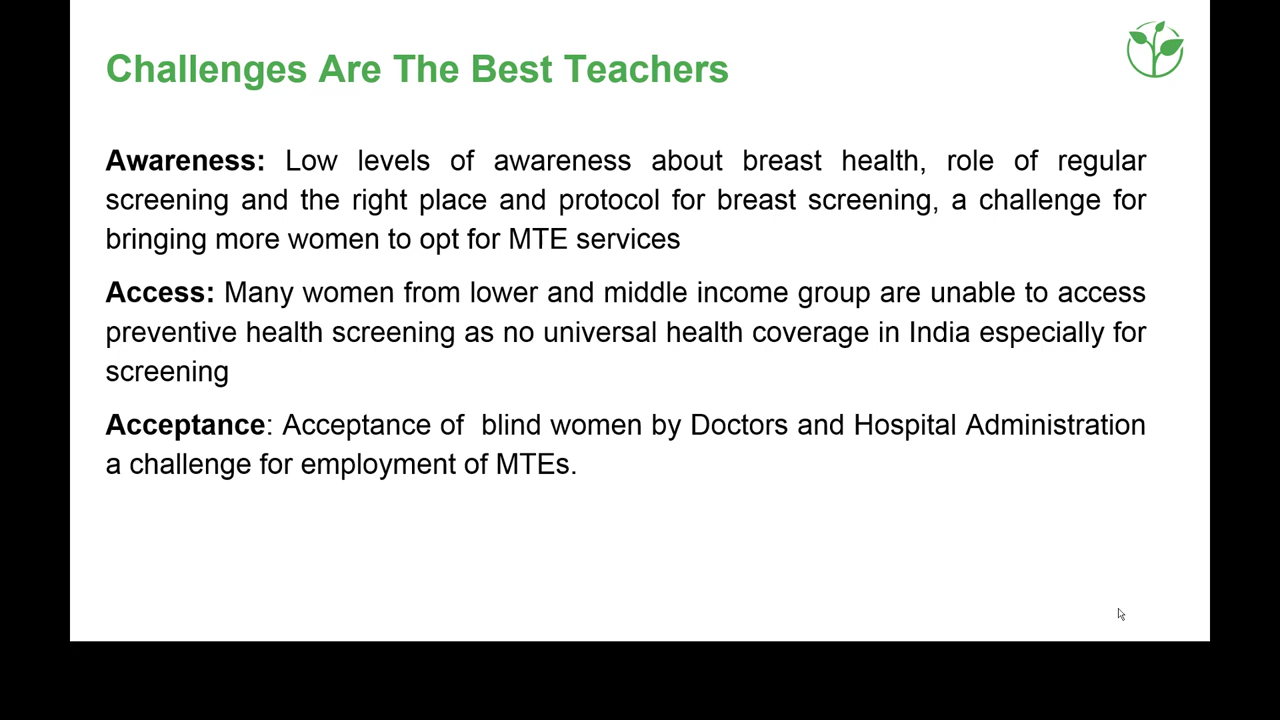 Challenges Are The Best Teachers
Awareness: Low levels of awareness about breast health, role of regular
screening and the right place and protocol for breast screening, a challenge for
bringing more women to opt for MTE services
Access: Many women from lower and middle income group are unable to access
preventive health screening as no universal health coverage in India especially for
screening
Acceptance: Acceptance of  blind women by Doctors and Hospital Administration
a challenge for employment of MTEs.